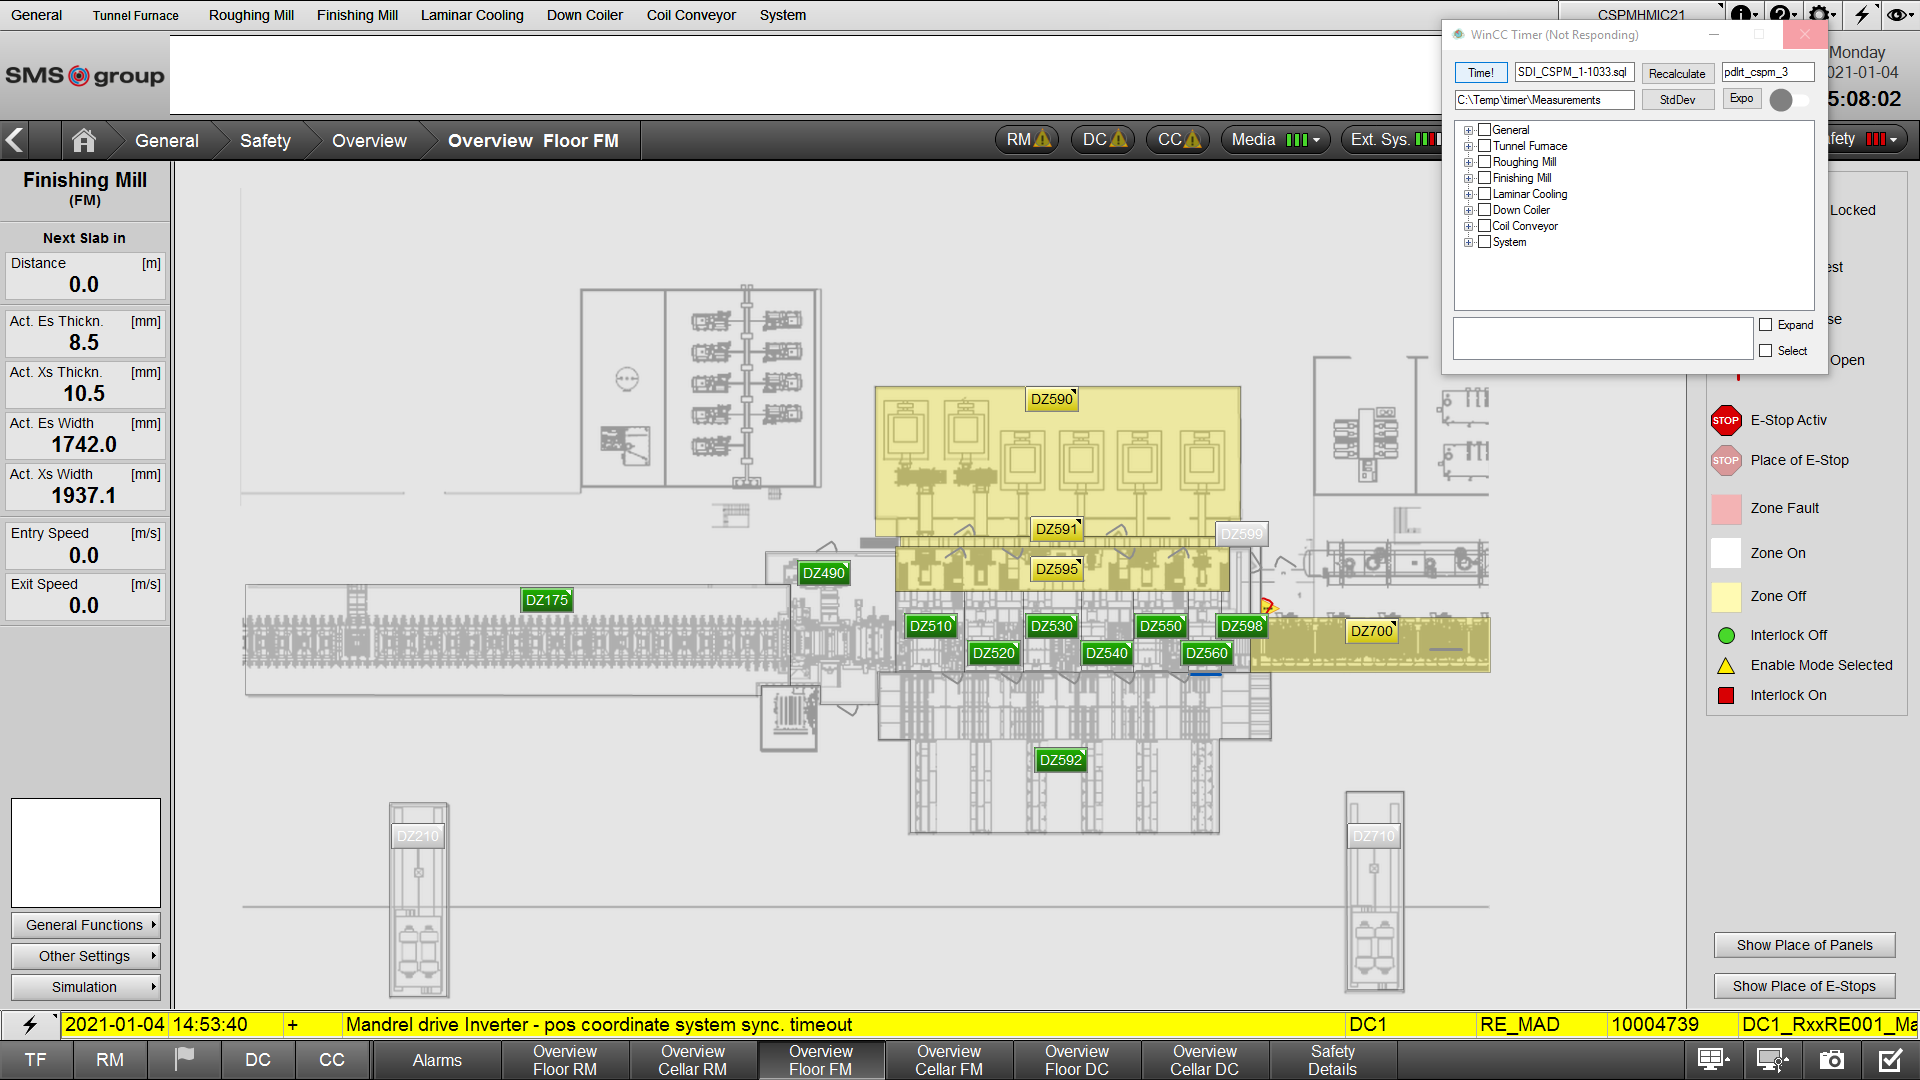 General Tunnel Furnace Roughing Mill Finishing Mill Laminar Cooling Down Coiler Coil Conveyor System CSPMHMIC21
SMS group
WinCC Timer (Not Responding)
Time! SDI_CSPM_1-1033.sql Recalculate pdlrt_cspm_3
C:\Temp\timer\Measurements StdDev Expo
General
Tunnel Furnace
Roughing Mill
Finishing Mill
Laminar Cooling
Down Coiler
Coil Conveyor
System
Expand
Select
Monday
021-01-04
5:08:02
General Safety Overview Overview Floor FM RM DC CC Media Ext. Sys. fety
Finishing Mill
(FM)
Next Slab in
Distance [m]
0.0
Act. Es Thickn. [mm]
8.5
Act. Xs Thickn. [mm]
10.5
Act. Es Width [mm]
1742.0
Act. Xs Width [mm]
1937.1
Entry Speed [m/s]
0.0
Exit Speed [m/s]
0.0
General Functions
Other Settings
Simulation
DZ590
DZ591
DZ599
DZ595
DZ490
DZ175
DZ510 DZ530 DZ550 DZ598
DZ700
DZ520 DZ540 DZ560
DZ592
DZ210 DZ710
Locked
est
se
Open
STOP E-Stop Activ
STOP Place of E-Stop
Zone Fault
Zone On
Zone Off
Interlock Off
Enable Mode Selected
Interlock On
Show Place of Panels
Show Place of E-Stops
2021-01-04 14:53:40 + Mandrel drive Inverter - pos coordinate system sync. timeout DC1 RE_MAD 10004739 DC1_RxxRE001_Ma
TF RM DC CC Alarms
Overview
Floor RM
Overview
Cellar RM
Overview
Floor FM
Overview
Cellar FM
Overview
Floor DC
Overview
Cellar DC
Safety
Details